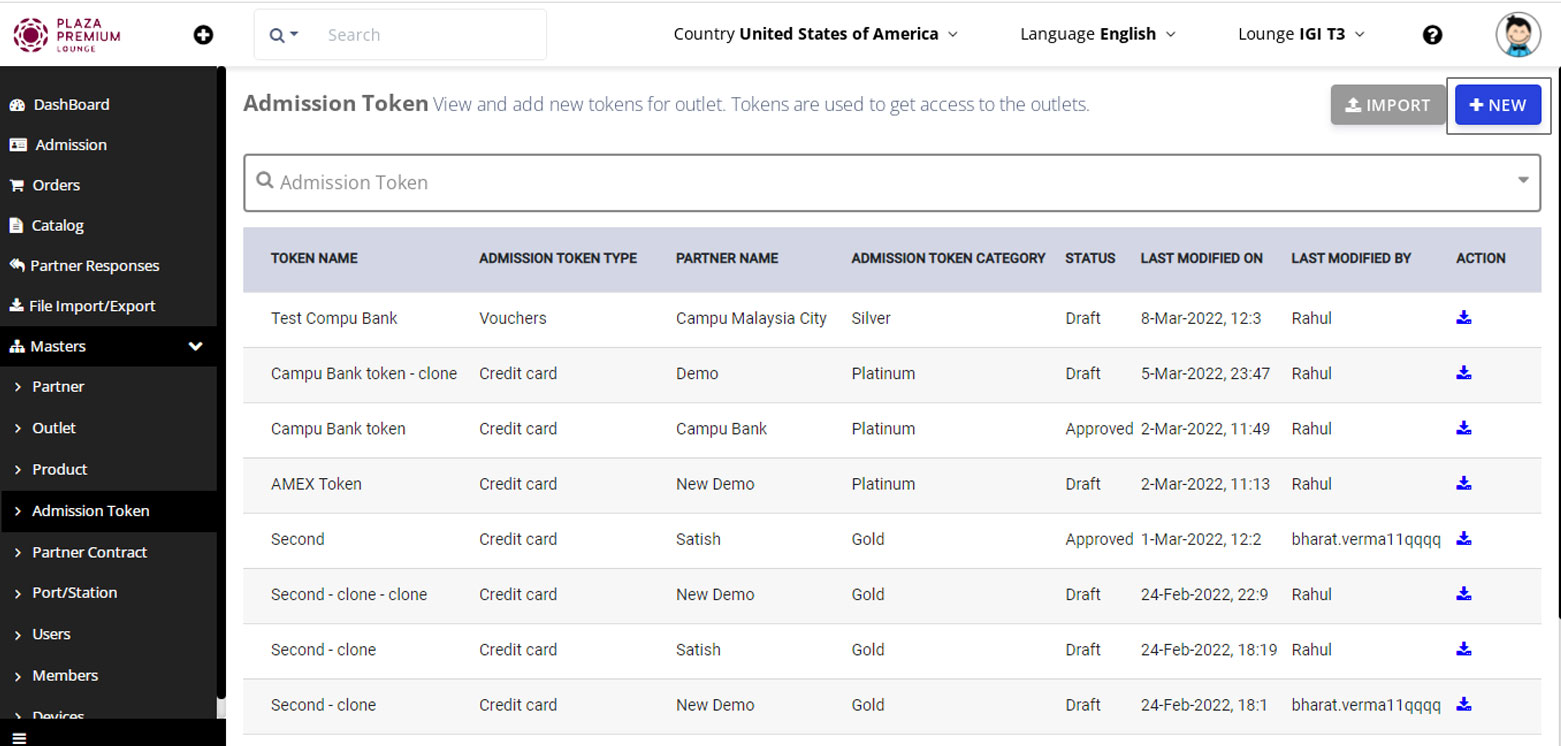 PLAZA
PREMIUM
LOUNGE
Search
Country United States of America
Language English
Lounge IGI T3
DashBoard
Admission
Orders
Catalog
Partner Responses
File Import/Export
Masters
Partner
Outlet
Product
Admission Token
Partner Contract
Port/Station
Users
Members
Devices
Admission Token View and add new tokens for outlet. Tokens are used to get access to the outlets.
IMPORT
NEW
Admission Token
TOKEN NAME ADMISSION TOKEN TYPE PARTNER NAME ADMISSION TOKEN CATEGORY STATUS LAST MODIFIED ON LAST MODIFIED BY ACTION
Test Compu Bank Vouchers Campu Malaysia City Silver Draft 8-Mar-2022, 12:3 Rahul
Campu Bank token - clone Credit card Demo Platinum Draft 5-Mar-2022, 23:47 Rahul
Campu Bank token Credit card Campu Bank Platinum Approved 2-Mar-2022, 11:49 Rahul
AMEX Token Credit card New Demo Platinum Draft 2-Mar-2022, 11:13 Rahul
Second Credit card Satish Gold Approved 1-Mar-2022, 12:2 bharat.verma11qqqq
Second - clone - clone Credit card New Demo Gold Draft 24-Feb-2022, 22:9 Rahul
Second - clone Credit card Satish Gold Draft 24-Feb-2022, 18:19 Rahul
Second - clone Credit card New Demo Gold Draft 24-Feb-2022, 18:1 bharat.verma11qqqq